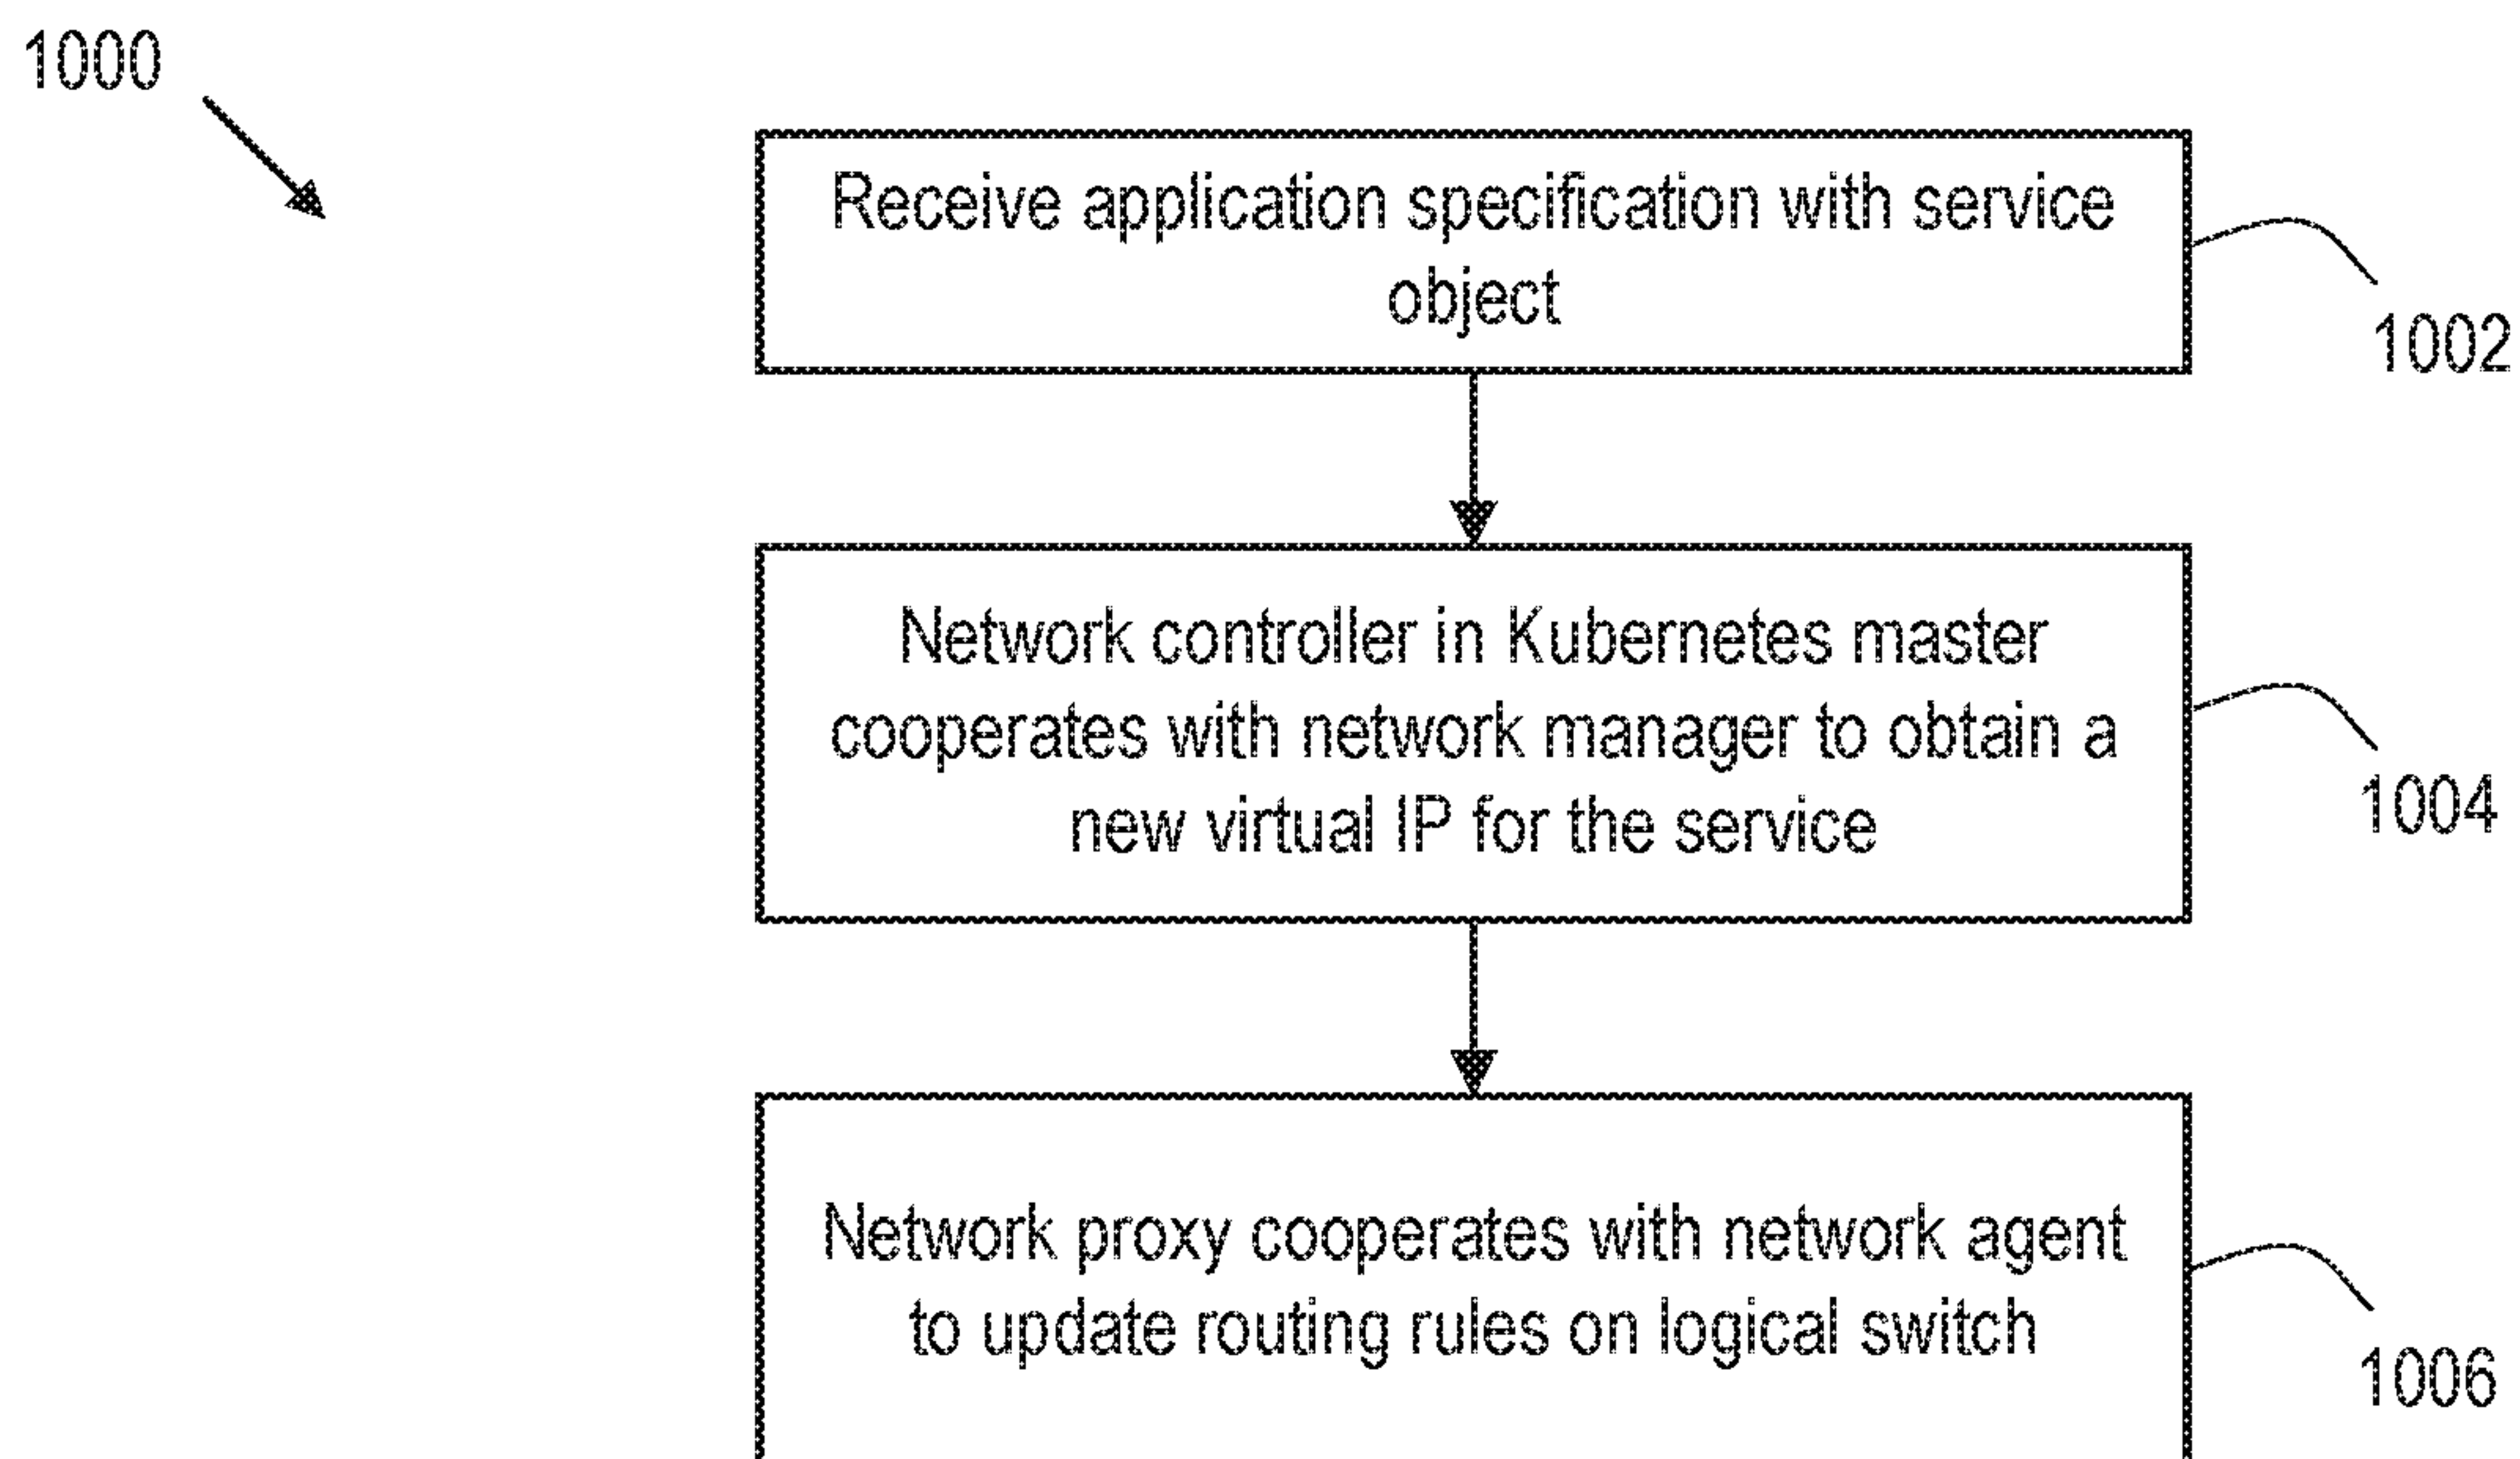 1000
Receive application specification with service
object
1002
Network controller in Kubernetes master
cooperates with network manager to obtain a
new virtual IP for the service
1004
Network proxy cooperates with network agent
to update routing rules on logical switch
1006